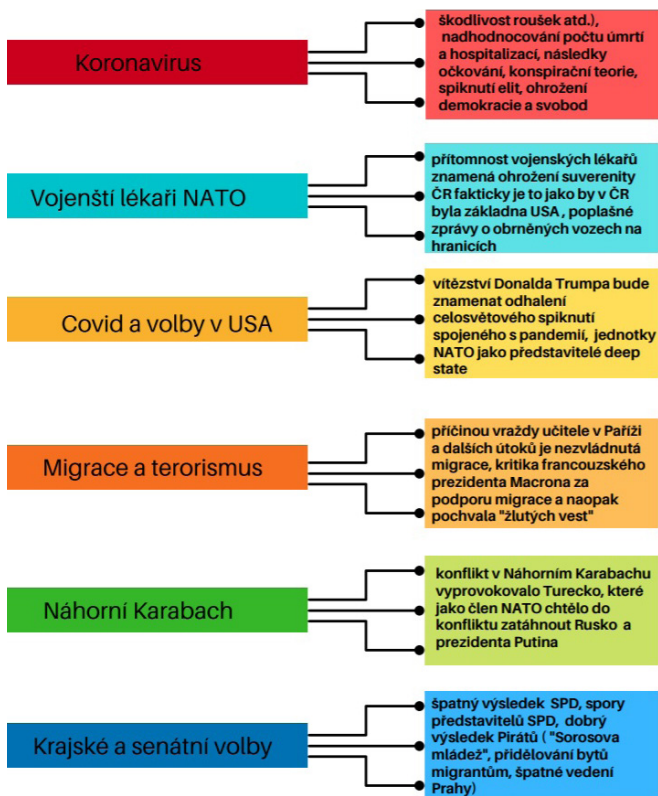 Koronavirus
škodlivost roušek atd.),
nadhodnocování počtu úmrtí
a hospitalizací, následky
očkování, konspirační teorie,
spiknutí elit, ohrožení
demokracie a svobod
Vojenští lékaři NATO
přítomnost vojenských lékařů
znamená ohrožení suverenity
ČR fakticky je to jako by v ČR
byla základna USA , poplašné
zprávy o obrněných vozech na
hranicích
Covid a volby v USA
vítězství Donalda Trumpa bude
znamenat odhalení
celosvětového spiknutí
spojeného s pandemií, jednotky
NATO jako představitelé deep
state
Migrace a terorismus
příčinou vraždy učitele v Paříži
a dalších útoků je nezvládnutá
migrace, kritika francouzského
prezidenta Macrona za
podporu migrace a naopak
pochvala "žlutých vest"
Náhorní Karabach
konflikt v Náhorním Karabachu
vyprovokovalo Turecko, které
jako člen NATO chtělo do
konfliktu zatáhnout Rusko a
prezidenta Putina
Krajské a senátní volby
špatný výsledek SPD, spory
představitelů SPD, dobrý
výsledek Pirátů ( "Sorosova
mládež", přidělování bytů
migrantům, špatné vedení
Prahy)